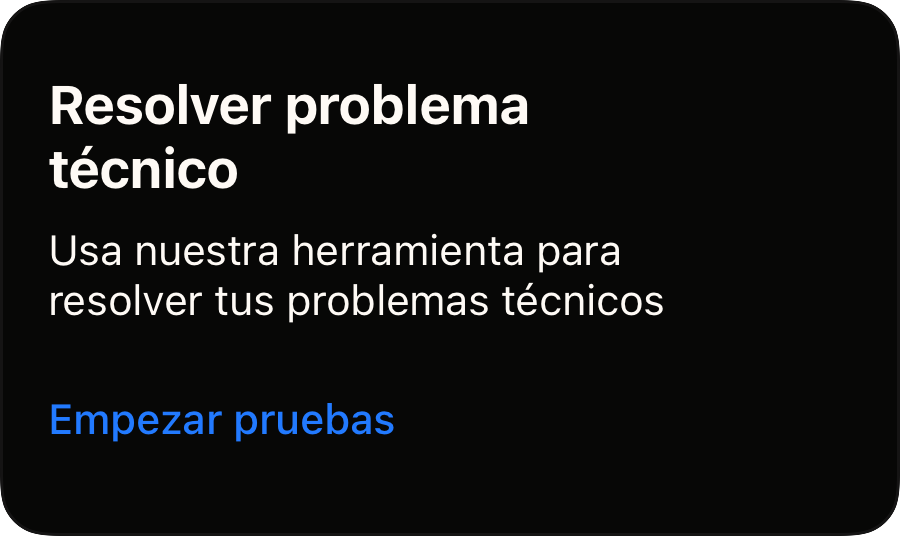 Resolver problema
técnico
Usa nuestra herramienta para
resolver tus problemas técnicos
Empezar pruebas